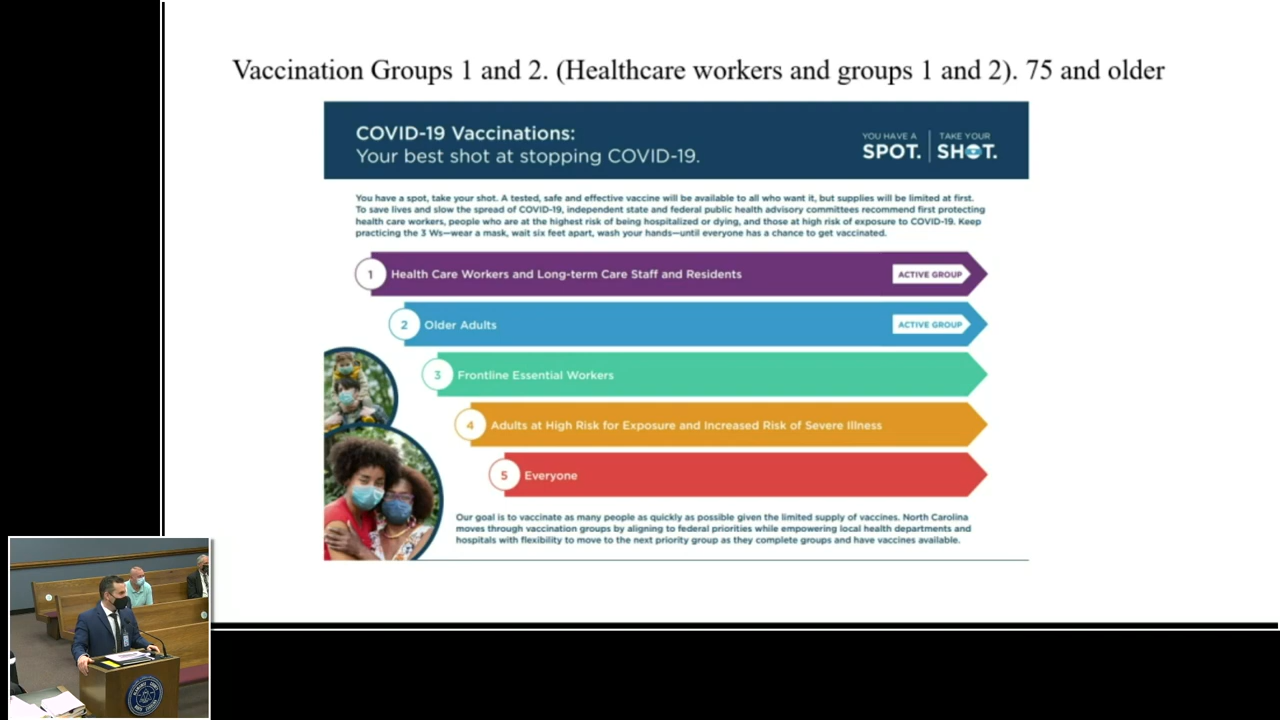 Vaccination Groups 1 and 2. (Healthcare workers and groups 1 and 2). 75 and older
COVID-19 Vaccinations:
Your best shot at stopping COVID-19.
YOU HAVE A
SPOT.
TAKE YOUR
SHOT.
You have a spot, take your shot. A tested, safe and effective vaccine will be available to all who want it, but supplies will be limited at first.
To save lives and slow the spread of COVID-19, independent state and federal public health advisory committees recommend first protecting
health care workers, people who are at the highest risk of being hospitalized or dying, and those at high risk of exposure to COVID-19. Keep
practicing the 3 Ws—wear a mask, wait six feet apart, wash your hands—until everyone has a chance to get vaccinated.
1 Health Care Workers and Long-term Care Staff and Residents ACTIVE GROUP
2 Older Adults ACTIVE GROUP
3 Frontline Essential Workers
4 Adults at High Risk for Exposure and Increased Risk of Severe Illness
5 Everyone
Our goal is to vaccinate as many people as quickly as possible given the limited supply of vaccines. North Carolina
moves through vaccination groups by aligning to federal priorities while empowering local health departments and
hospitals with flexibility to move to the next priority group as they complete groups and have vaccines available.